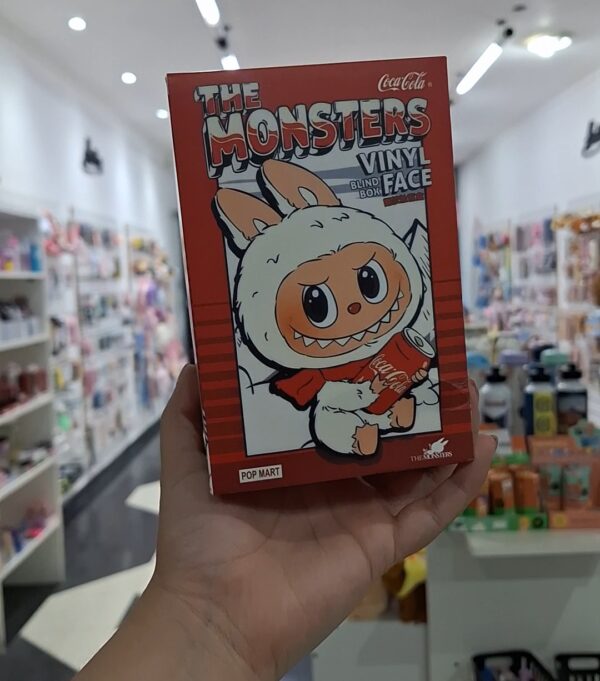 Coca-Cola
THE
MONSTERS
VINYL
BLIND FACE
BOX
Coca-Cola
POP MART
THE MONSTERS